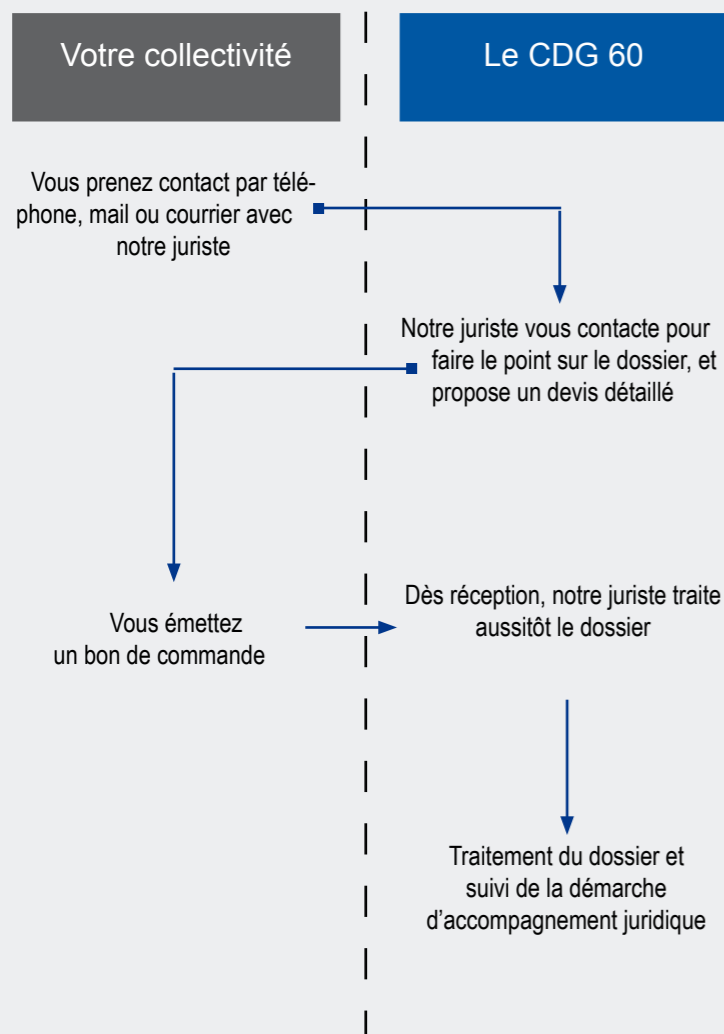 Votre collectivité
Le CDG 60
Vous prenez contact par télé-
phone, mail ou courrier avec
notre juriste
Notre juriste vous contacte pour
faire le point sur le dossier, et
propose un devis détaillé
Vous émettez
un bon de commande
Dès réception, notre juriste traite
aussitôt le dossier
Traitement du dossier et
suivi de la démarche
d’accompagnement juridique